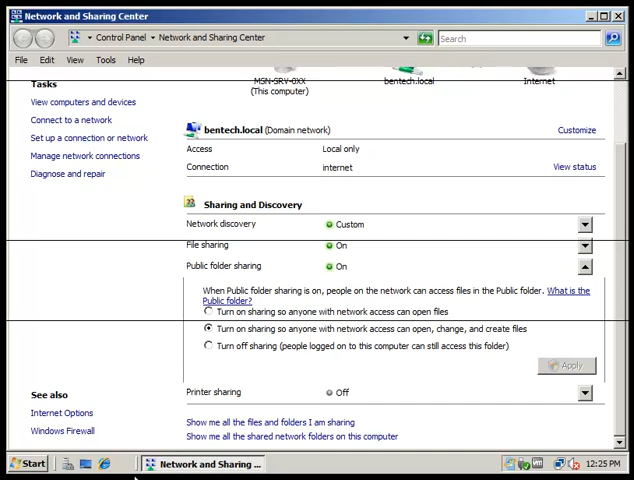 Network and Sharing Center
Control Panel
Network and Sharing Center
Search
File Edit View Tools Help
Tasks
View computers and devices
Connect to a network
Set up a connection or network
Manage network connections
Diagnose and repair
MSN-SRV-0XX
(This computer)
bentech.local
Internet
bentech.local (Domain network)
Customize
Access Local only
Connection internet
View status
Sharing and Discovery
Network discovery Custom
File sharing On
Public folder sharing On
When Public folder sharing is on, people on the network can access files in the Public folder. What is the
Public folder?
Turn on sharing so anyone with network access can open files
Turn on sharing so anyone with network access can open, change, and create files
Turn off sharing (people logged on to this computer can still access this folder)
Apply
Printer sharing Off
See also
Internet Options
Windows Firewall
Show me all the files and folders I am sharing
Show me all the shared network folders on this computer
Start
Network and Sharing ...
12:25 PM